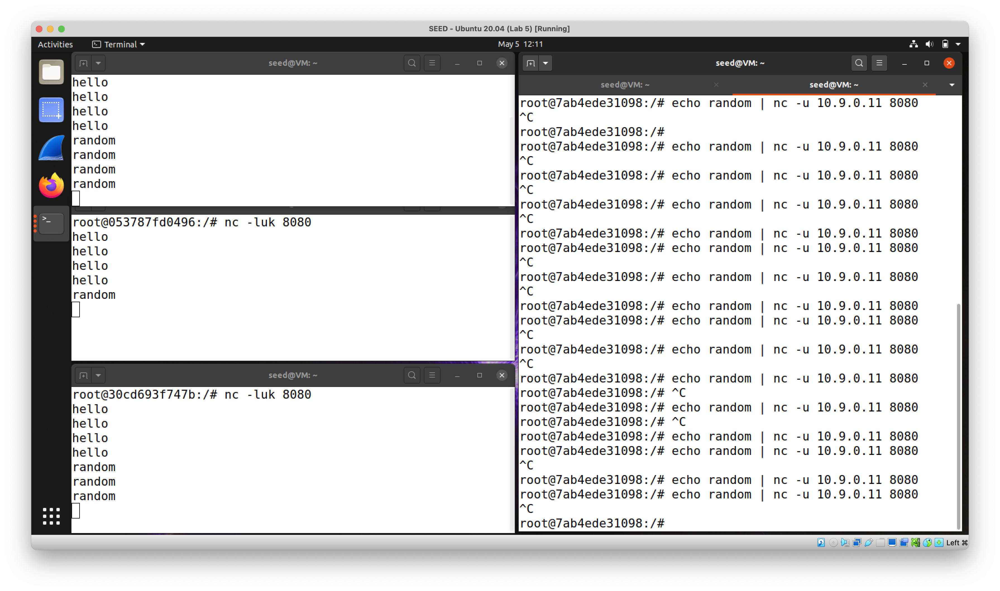 SEED - Ubuntu 20.04 (Lab 5) [Running]
Activities
Terminal
May 5 12:11
seed@VM: ~
hello
hello
hello
hello
random
random
random
random
root@053787fd0496:/# nc -luk 8080
hello
hello
hello
hello
random
seed@VM: ~
root@30cd693f747b:/# nc -luk 8080
hello
hello
hello
hello
random
random
random
seed@VM: ~
seed@VM: ~
seed@VM: ~
root@7ab4ede31098:/# echo random | nc -u 10.9.0.11 8080
^C
root@7ab4ede31098:/#
root@7ab4ede31098:/# echo random | nc -u 10.9.0.11 8080
^C
root@7ab4ede31098:/# echo random | nc -u 10.9.0.11 8080
^C
root@7ab4ede31098:/# echo random | nc -u 10.9.0.11 8080
^C
root@7ab4ede31098:/# echo random | nc -u 10.9.0.11 8080
root@7ab4ede31098:/# echo random | nc -u 10.9.0.11 8080
^C
root@7ab4ede31098:/# echo random | nc -u 10.9.0.11 8080
^C
root@7ab4ede31098:/# echo random | nc -u 10.9.0.11 8080
root@7ab4ede31098:/# echo random | nc -u 10.9.0.11 8080
^C
root@7ab4ede31098:/# echo random | nc -u 10.9.0.11 8080
^C
root@7ab4ede31098:/# echo random | nc -u 10.9.0.11 8080
root@7ab4ede31098:/# ^C
root@7ab4ede31098:/# echo random | nc -u 10.9.0.11 8080
root@7ab4ede31098:/# ^C
root@7ab4ede31098:/# echo random | nc -u 10.9.0.11 8080
root@7ab4ede31098:/# echo random | nc -u 10.9.0.11 8080
^C
root@7ab4ede31098:/# echo random | nc -u 10.9.0.11 8080
root@7ab4ede31098:/# echo random | nc -u 10.9.0.11 8080
^C
root@7ab4ede31098:/#
Left ⌘